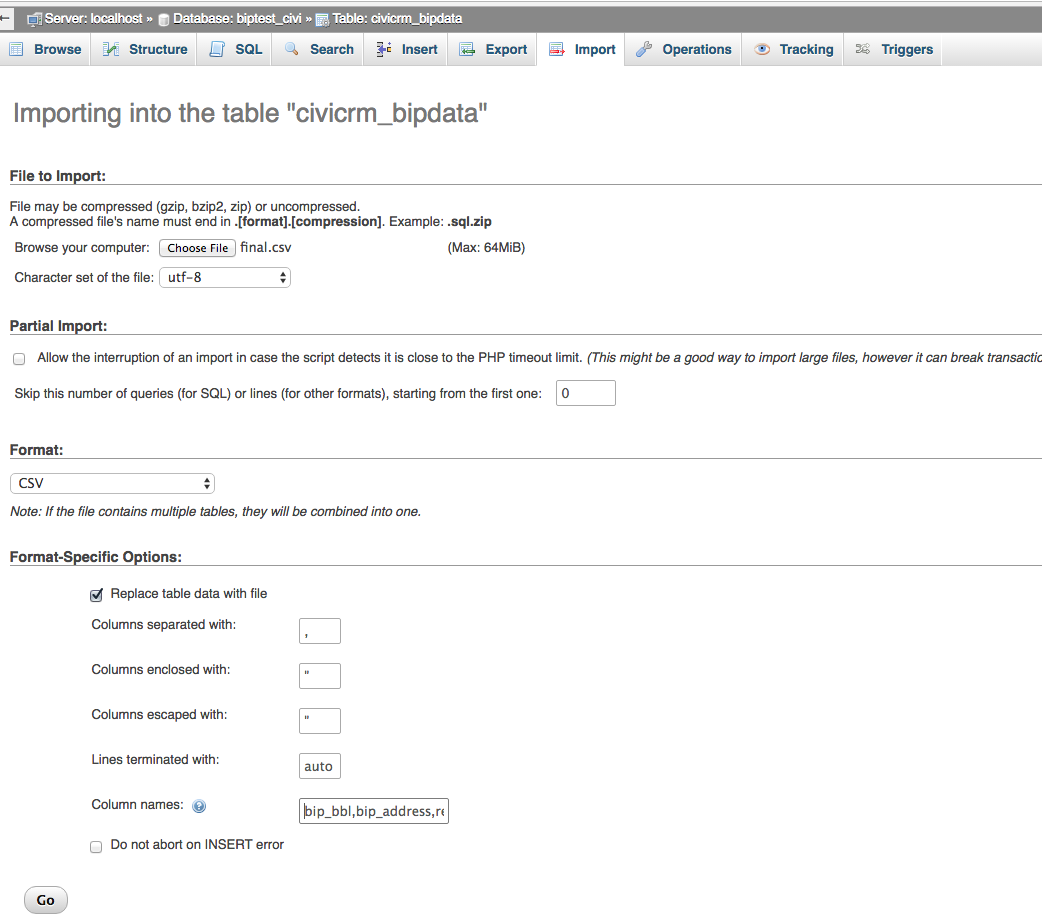 Server: localhost » Database: biptest_civi » Table: civicrm_bipdata
Browse Structure SQL Search Insert Export Import Operations Tracking Triggers
Importing into the table "civicrm_bipdata"
File to Import:
File may be compressed (gzip, bzip2, zip) or uncompressed.
A compressed file's name must end in .[format].[compression]. Example: .sql.zip
Browse your computer: Choose File final.csv (Max: 64MiB)
Character set of the file: utf-8
Partial Import:
Allow the interruption of an import in case the script detects it is close to the PHP timeout limit. (This might be a good way to import large files, however it can break transactio
Skip this number of queries (for SQL) or lines (for other formats), starting from the first one: 0
Format:
CSV
Note: If the file contains multiple tables, they will be combined into one.
Format-Specific Options:
Replace table data with file
Columns separated with: ,
Columns enclosed with: "
Columns escaped with: "
Lines terminated with: auto
Column names: bip_bbl,bip_address,re
Do not abort on INSERT error
Go